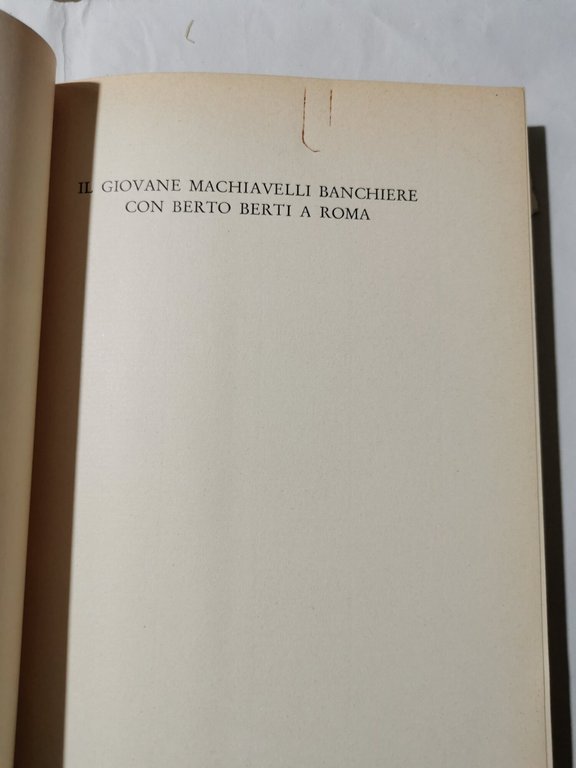 IL GIOVANE MACHIAVELLI BANCHIERE
CON BERTO BERTI A ROMA